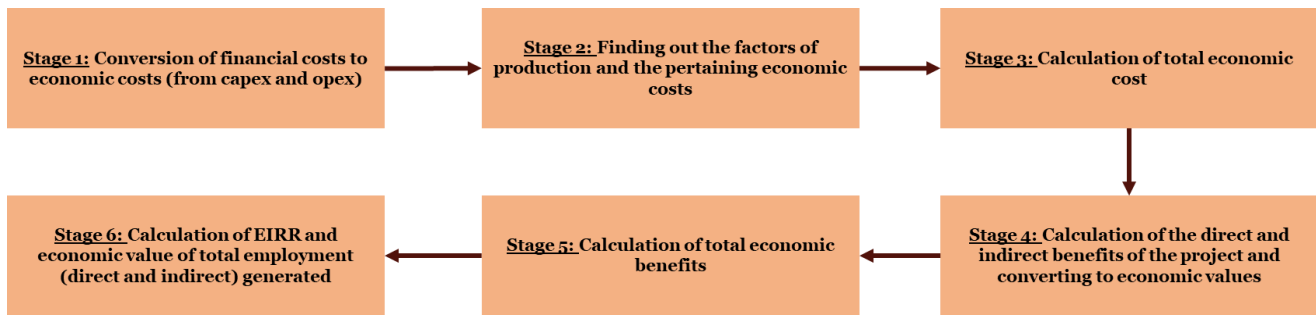 Stage 1: Conversion of financial costs to
economic costs (from capex and opex)
Stage 2: Finding out the factors of
production and the pertaining economic
costs
Stage 3: Calculation of total economic
cost
Stage 4: Calculation of the direct and
indirect benefits of the project and
converting to economic values
Stage 5: Calculation of total economic
benefits
Stage 6: Calculation of EIRR and
economic value of total employment
(direct and indirect) generated